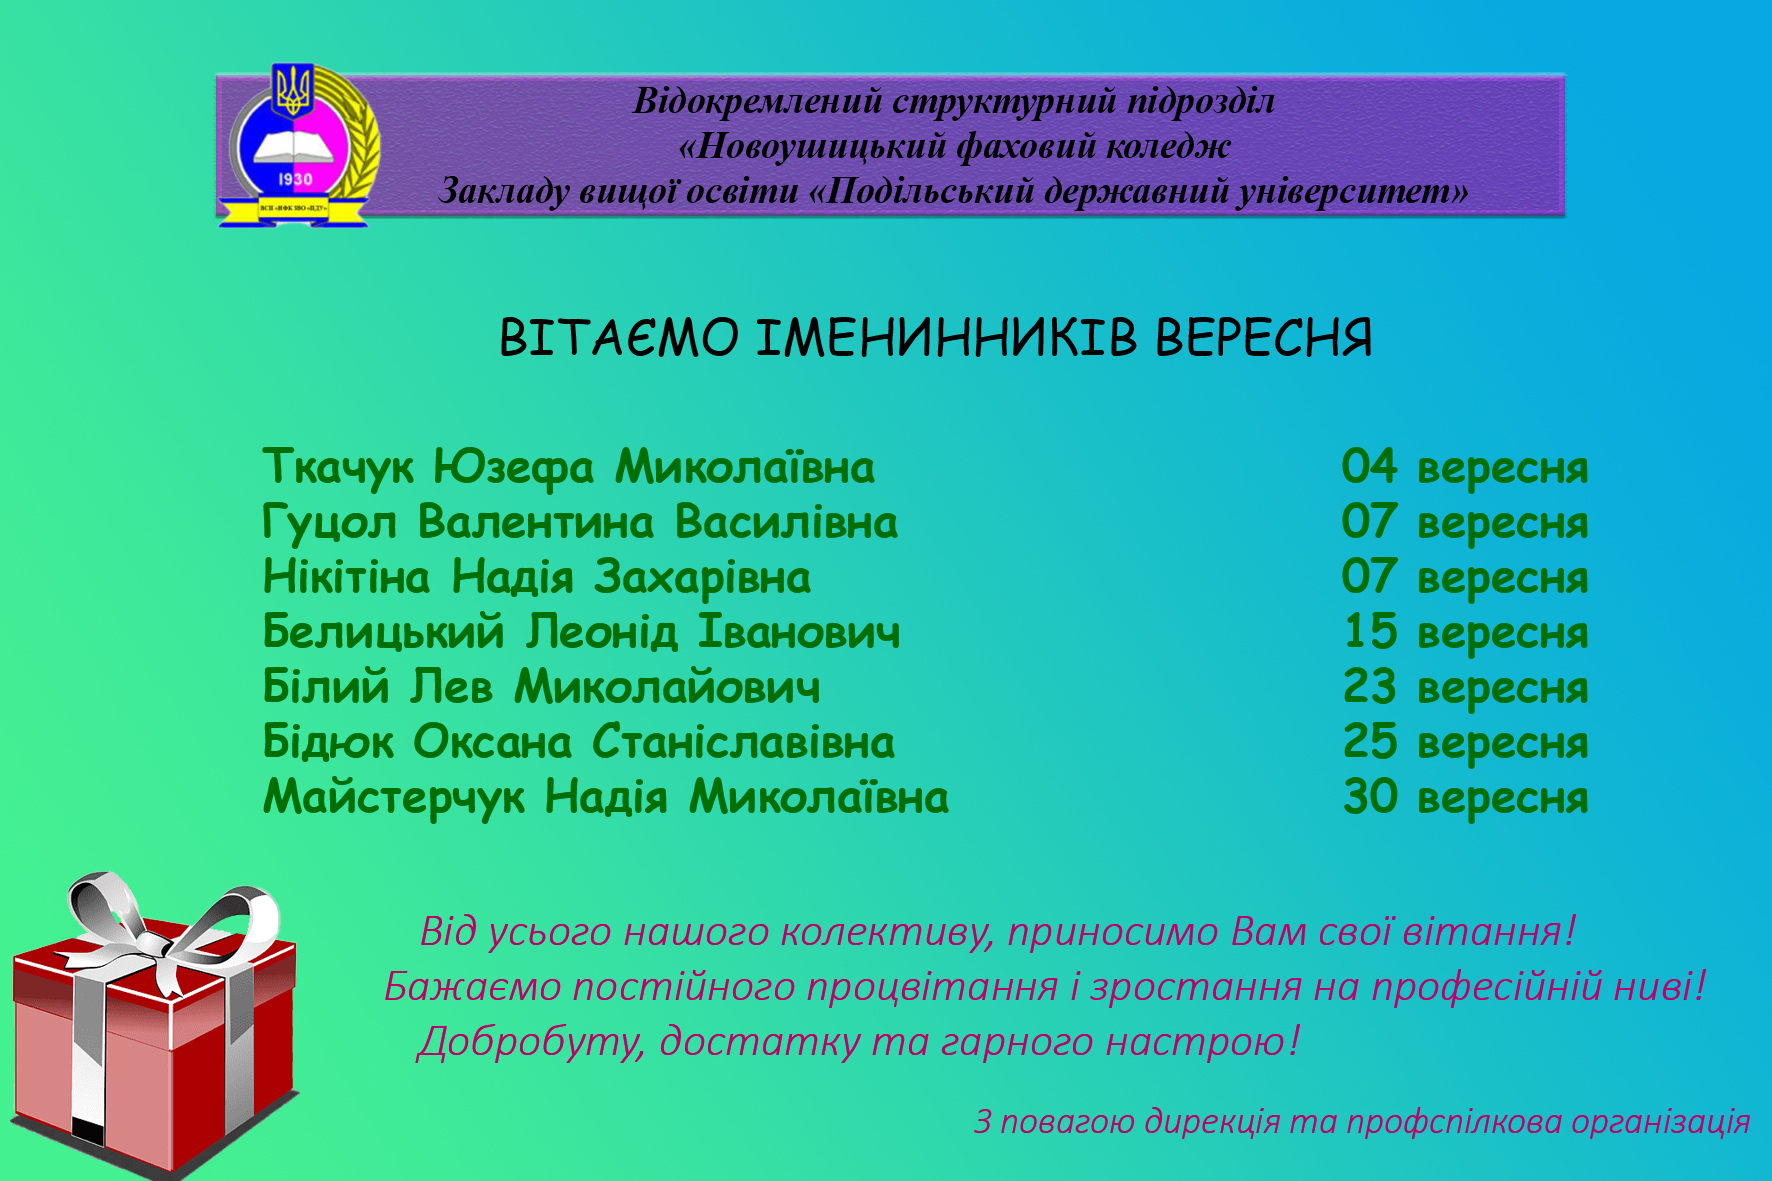 Відокремлений структурний підрозділ
«Новоушицький фаховий коледж
Закладу вищої освіти «Подільський державний університет»
1930
ВСП «НФК ЗВО «ПДУ»
ВІТАЄМО ІМЕНИННИКІВ ВЕРЕСНЯ
Ткачук Юзефа Миколаївна 04 вересня
Гуцол Валентина Василівна 07 вересня
Нікітіна Надія Захарівна 07 вересня
Белицький Леонід Іванович 15 вересня
Білий Лев Миколайович 23 вересня
Бідюк Оксана Станіславівна 25 вересня
Майстерчук Надія Миколаївна 30 вересня
Від усього нашого колективу, приносимо Вам свої вітання!
Бажаємо постійного процвітання і зростання на професійній ниві!
Добробуту, достатку та гарного настрою!
З повагою дирекція та профспілкова організація